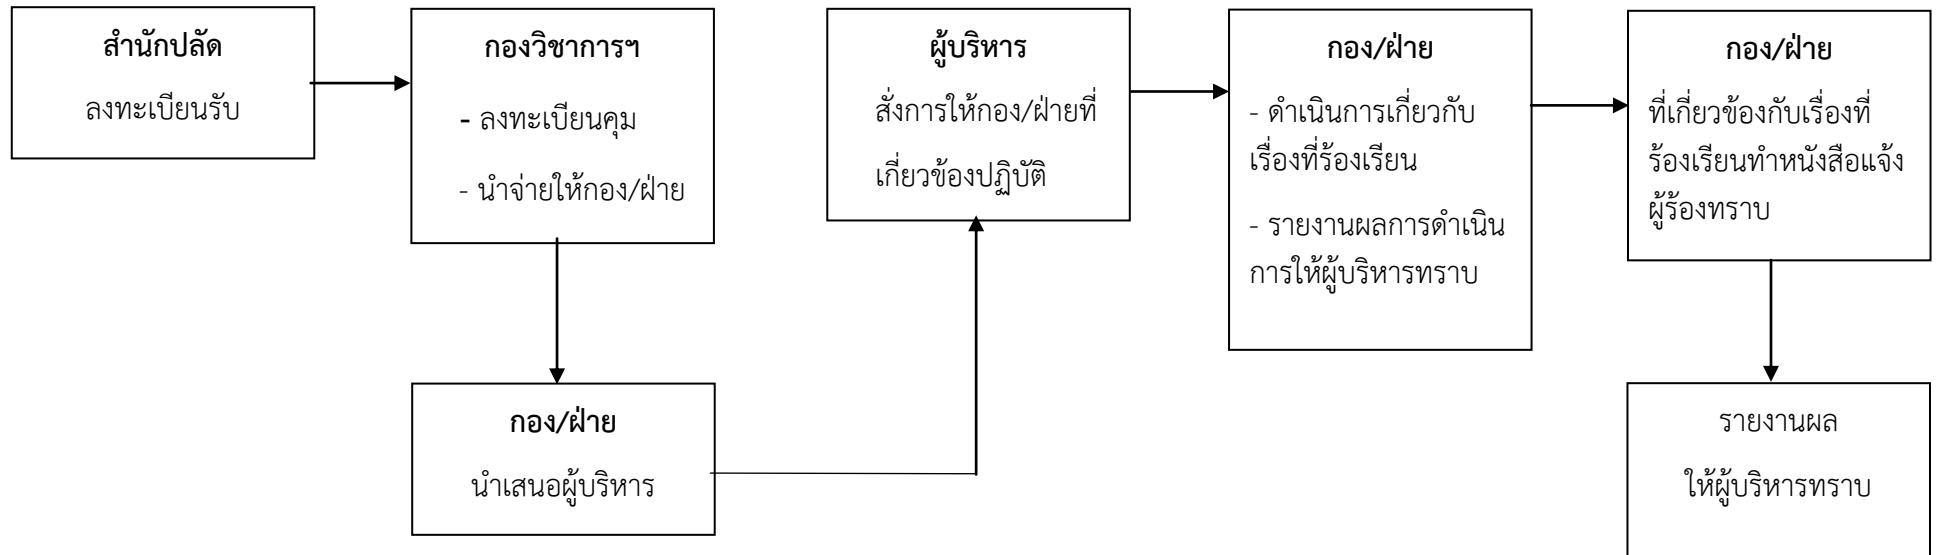 สำนักปลัด
ลงทะเบียนรับ
กองวิชาการฯ
- ลงทะเบียนคุม
- นำจ่ายให้กอง/ฝ่าย
กอง/ฝ่าย
นำเสนอผู้บริหาร
ผู้บริหาร
สั่งการให้กอง/ฝ่ายที่
เกี่ยวข้องปฏิบัติ
กอง/ฝ่าย
- ดำเนินการเกี่ยวกับ
เรื่องที่ร้องเรียน
- รายงานผลการดำเนิน
การให้ผู้บริหารทราบ
กอง/ฝ่าย
ที่เกี่ยวข้องกับเรื่องที่
ร้องเรียนทำหนังสือแจ้ง
ผู้ร้องทราบ
รายงานผล
ให้ผู้บริหารทราบ